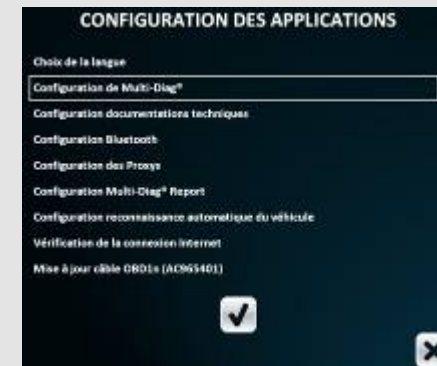 CONFIGURATION DES APPLICATIONS
Choix de la langue
Configuration de Multi-Diag®
Configuration documentations techniques
Configuration Bluetooth
Configuration des Proxys
Configuration Multi-Diag® Report
Configuration reconnaissance automatique du véhicule
Vérification de la connexion Internet
Mise à jour câble OBD1s (AC965401)